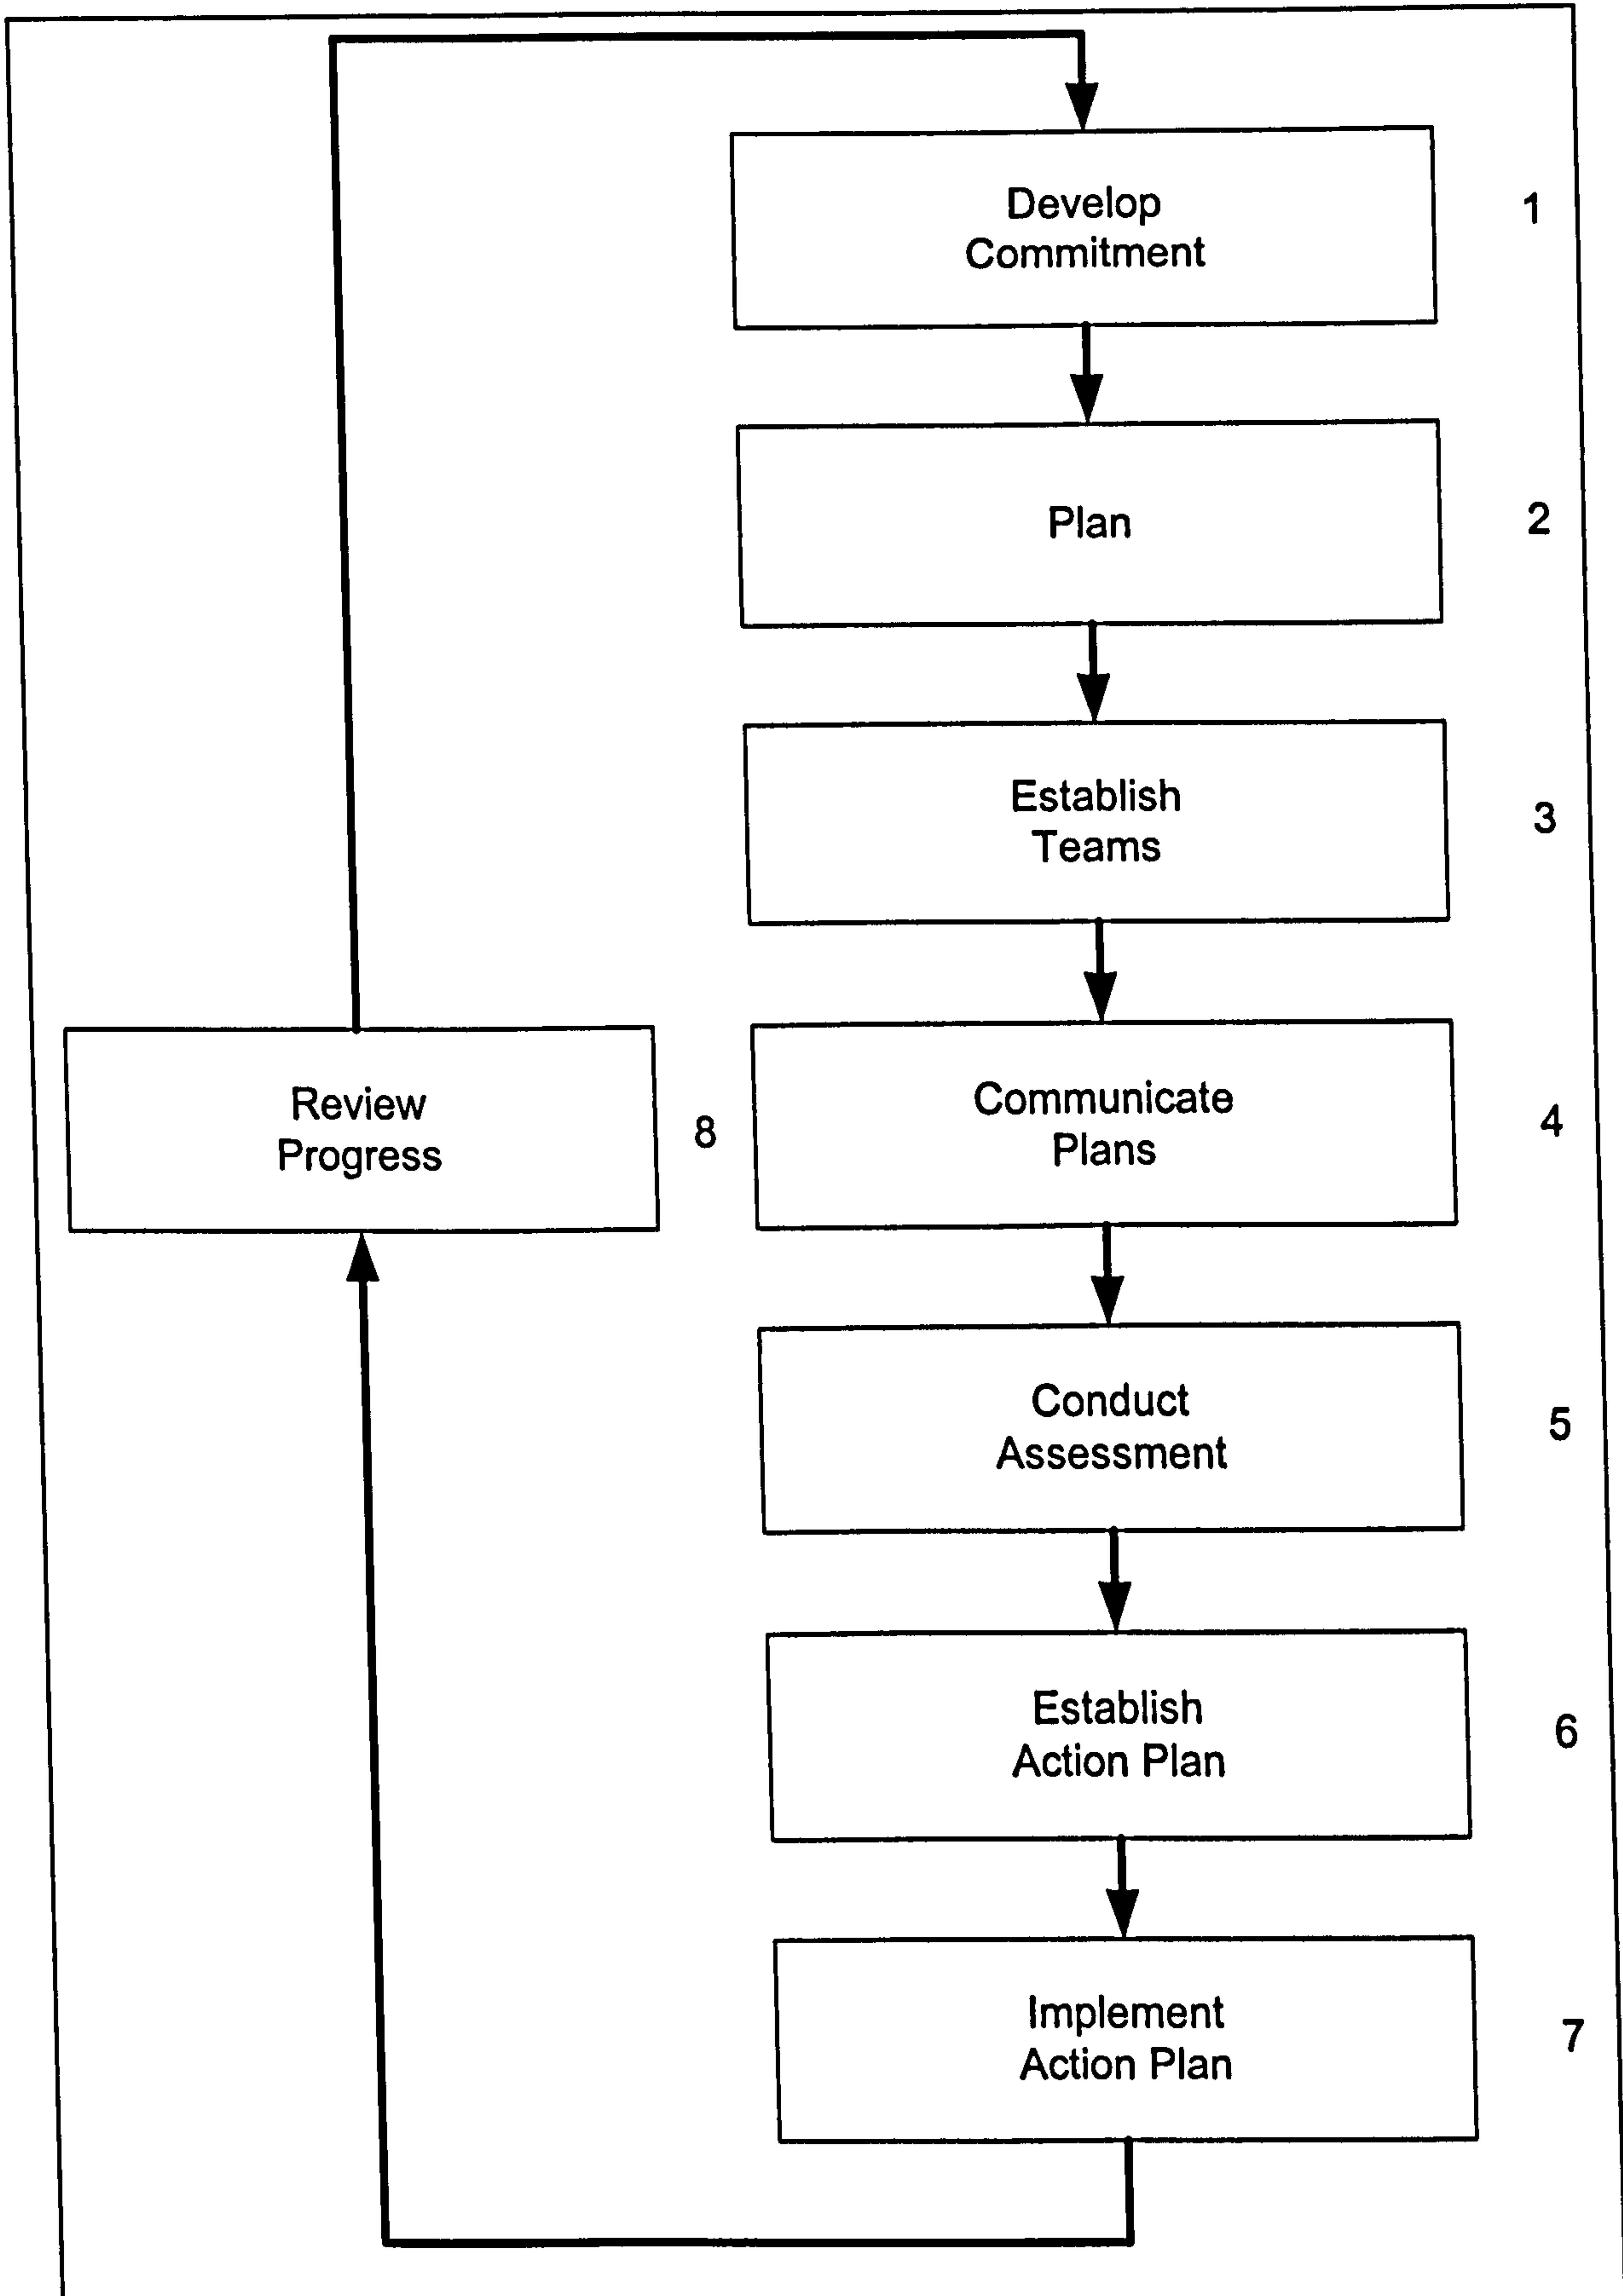 Develop
Commitment
1
Plan
2
Establish
Teams
3
Review
Progress
8
Communicate
Plans
4
Conduct
Assessment
5
Establish
Action Plan
6
Implement
Action Plan
7